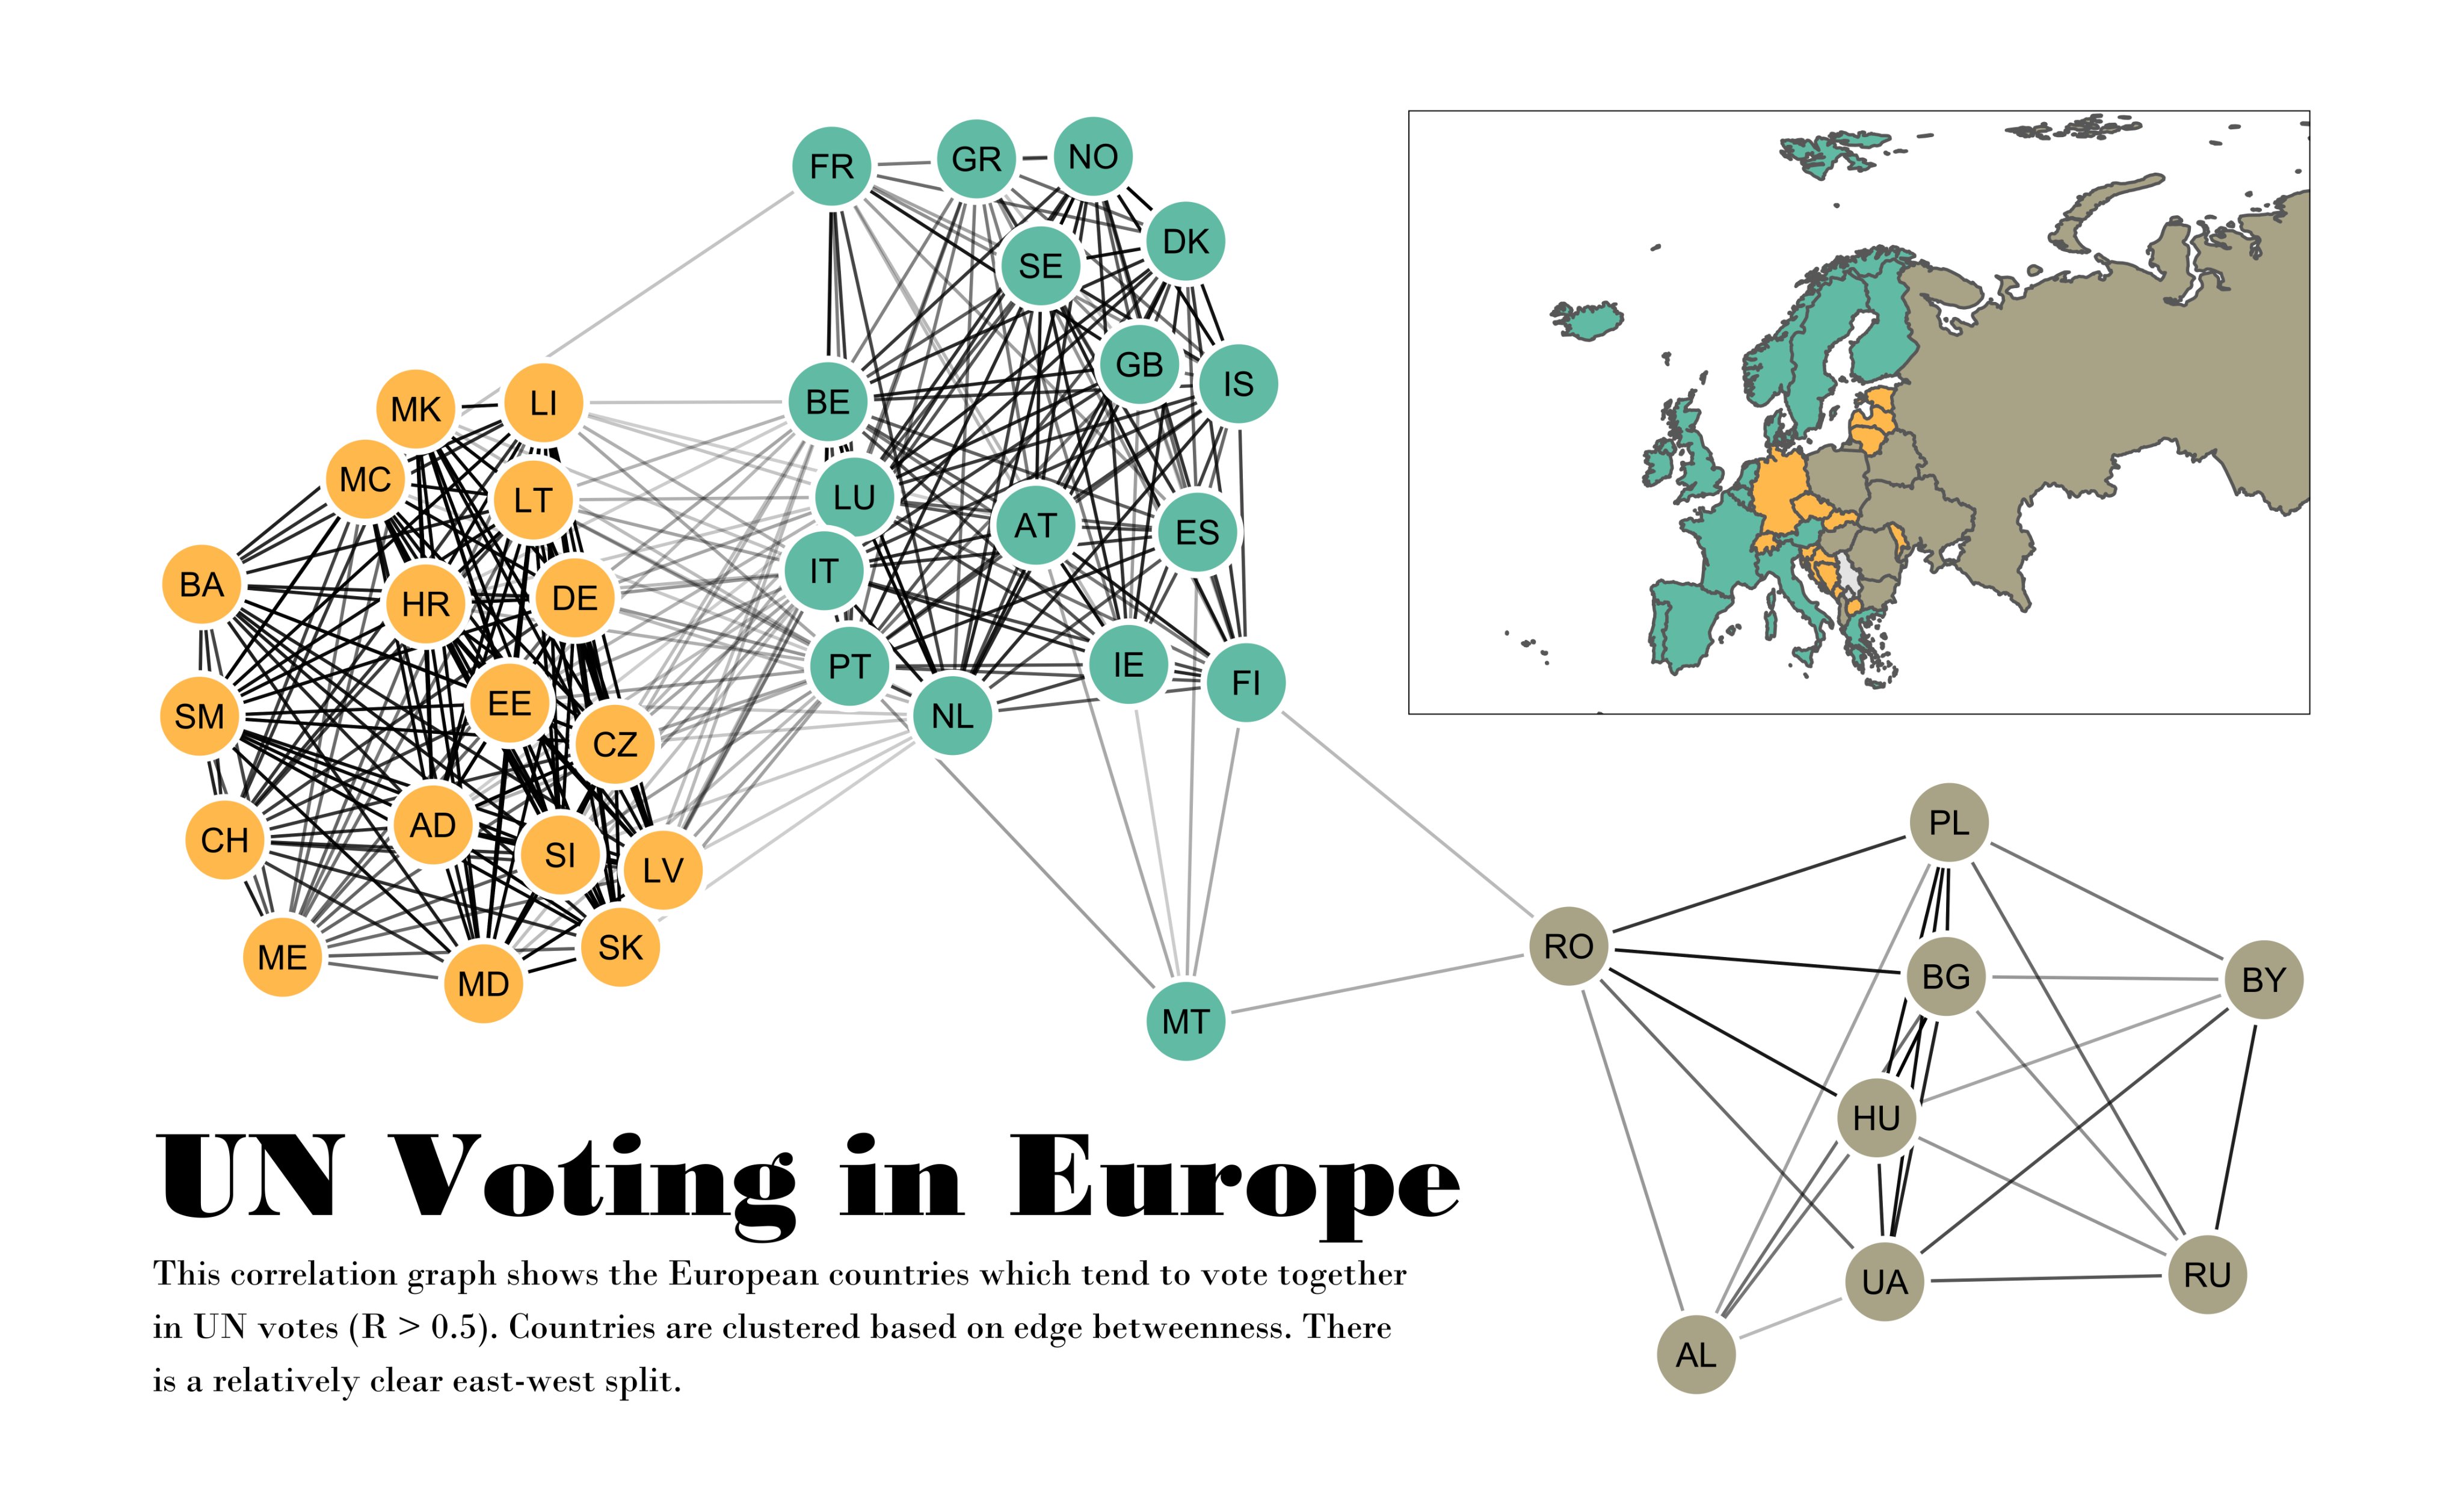 FR
GR
NO
DK
SE
GB
IS
MK
LI
BE
MC
LT
LU
AT
ES
BA
HR
DE
IT
SM
EE
CZ
PT
NL
IE
FI
CH
AD
SI
LV
ME
MD
SK
MT
PL
RO
BG
BY
HU
UA
RU
AL
UN Voting in Europe
This correlation graph shows the European countries which tend to vote together
in UN votes (R > 0.5). Countries are clustered based on edge betweenness. There
is a relatively clear east-west split.